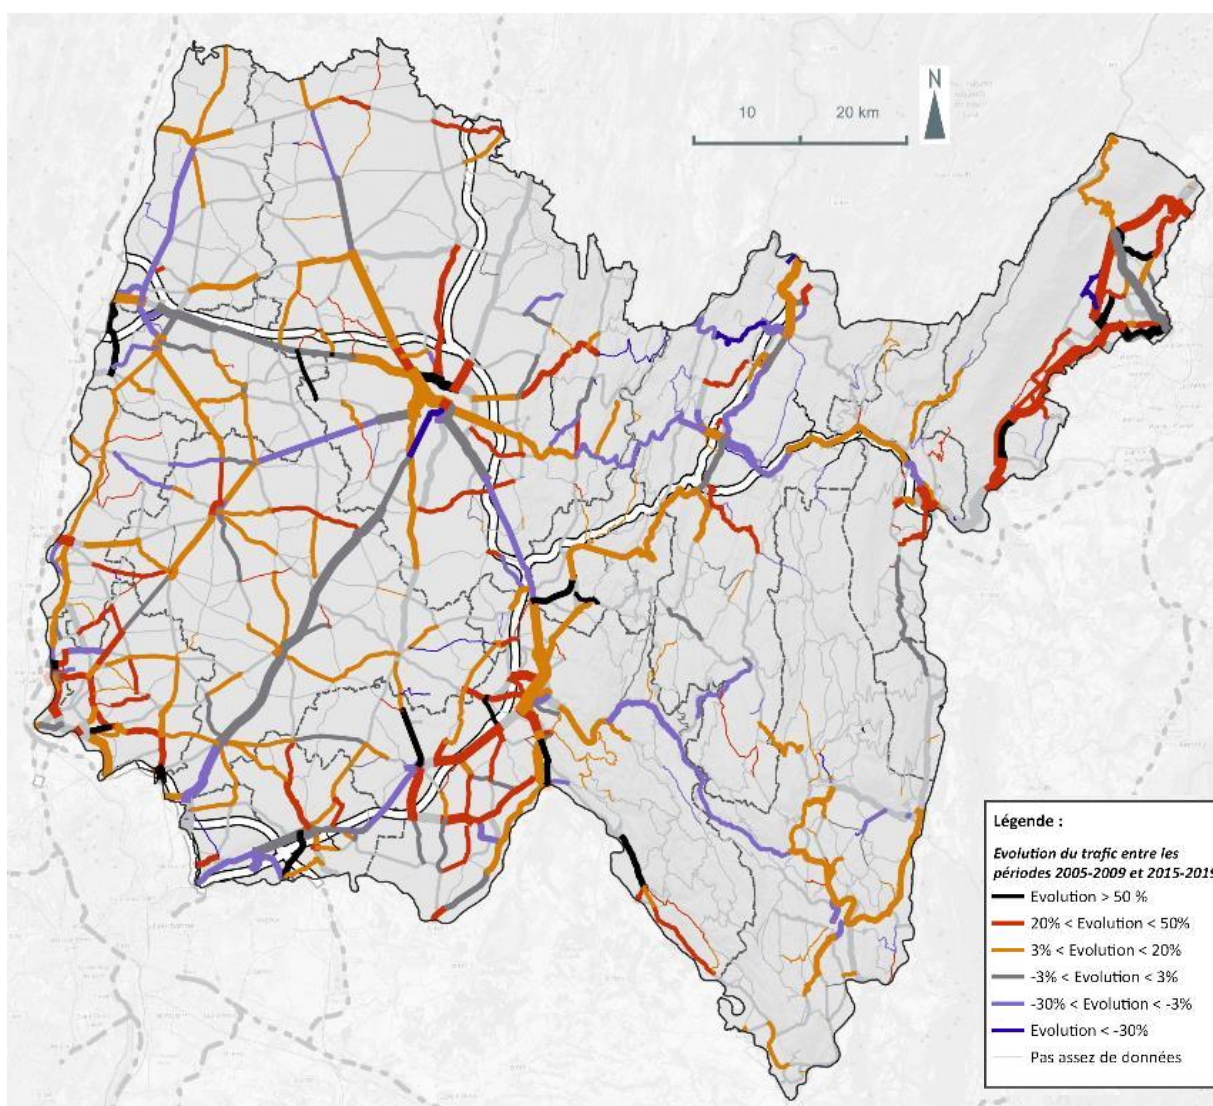 N
10
20 km
Légende :
Evolution du trafic entre les
périodes 2005-2009 et 2015-2019
Evolution > 50 %
20% < Evolution < 50%
3% < Evolution < 20%
-3% < Evolution < 3%
-30% < Evolution < -3%
Evolution < -30%
Pas assez de données